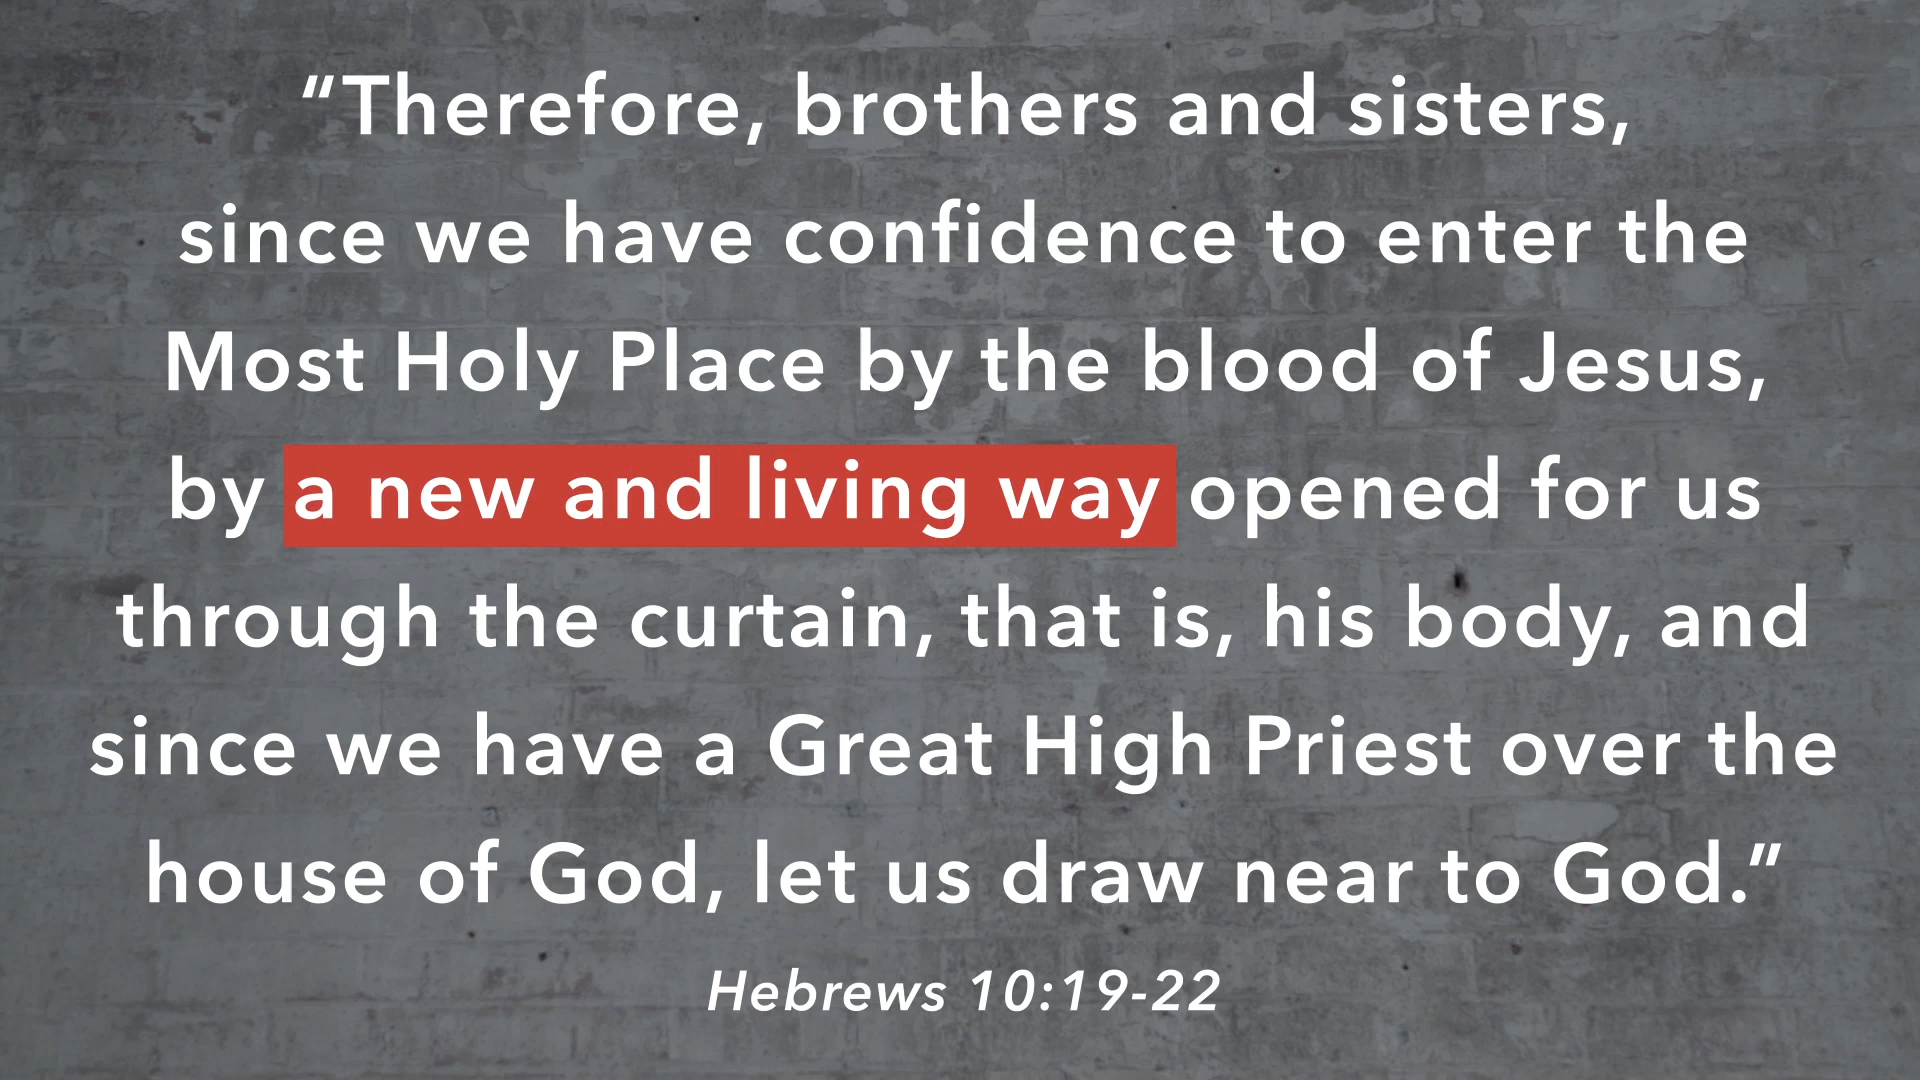 “Therefore, brothers and sisters,
since we have confidence to enter the
Most Holy Place by the blood of Jesus,
by a new and living way opened for us
through the curtain, that is, his body, and
since we have a Great High Priest over the
house of God, let us draw near to God.”
Hebrews 10:19-22